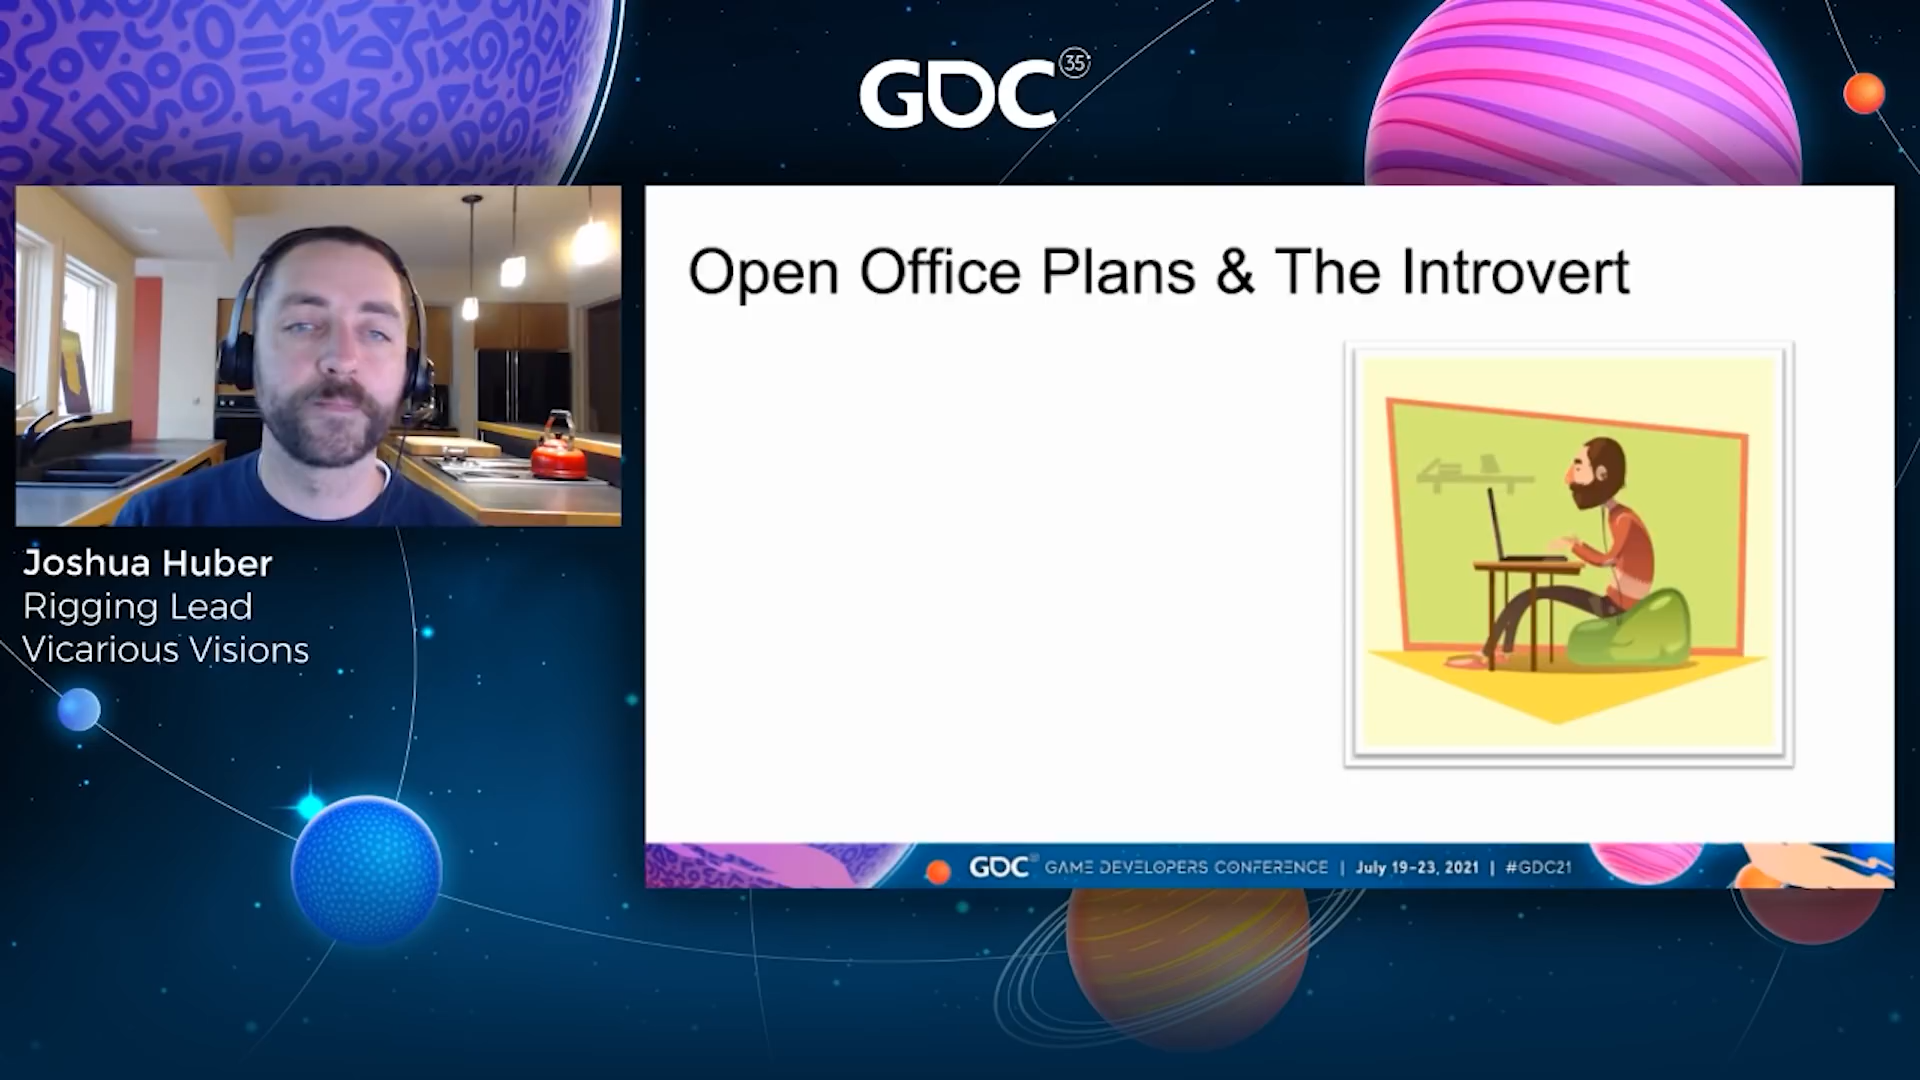 GDC 35
Open Office Plans & The Introvert
Joshua Huber
Rigging Lead
Vicarious Visions
GDC GAME DEVELOPERS CONFERENCE | July 19-23, 2021 | #GDC21